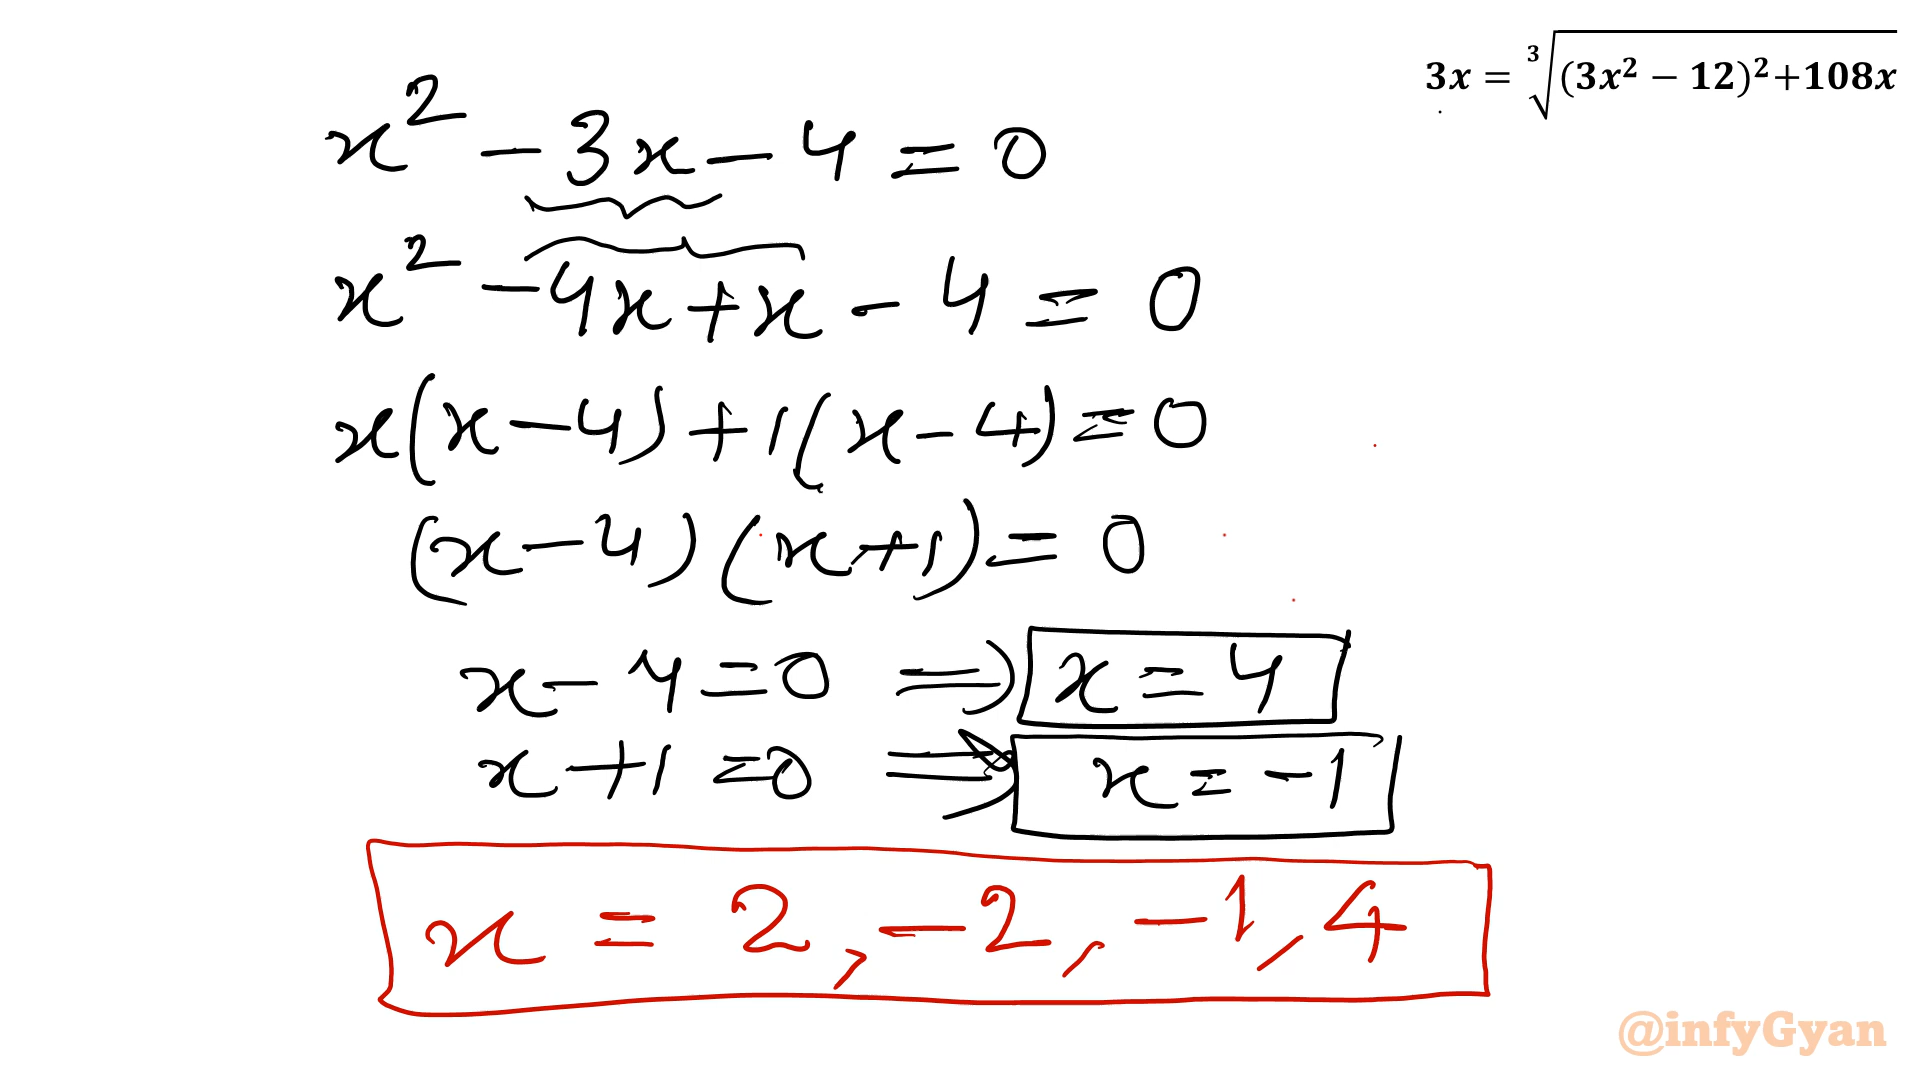 3x = ∛((3x² − 12)²+108x)
x² − 3x − 4 = 0
x² − 4x + x − 4 = 0
x(x − 4) + 1(x − 4) = 0
(x − 4)(x + 1) = 0
x − 4 = 0 ⇒ x = 4
x + 1 = 0 ⇒ x = −1
x = 2, −2, −1, 4
@infyGyan